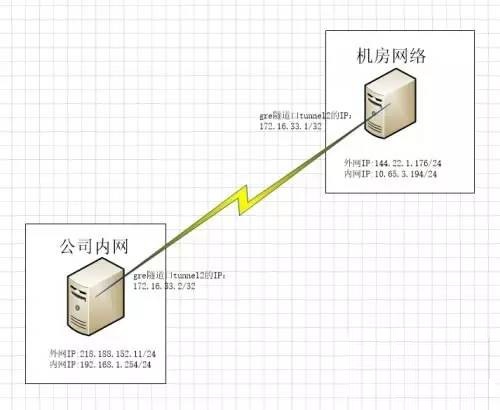 机房网络
gre隧道口tunnel2的IP:
172.16.33.1/32
外网IP:144.22.1.176/24
内网IP:10.65.3.194/24
公司内网
gre隧道口tunnel2的IP:
172.16.33.2/32
外网IP:218.188.152.11/24
内网IP:192.168.1.254/24